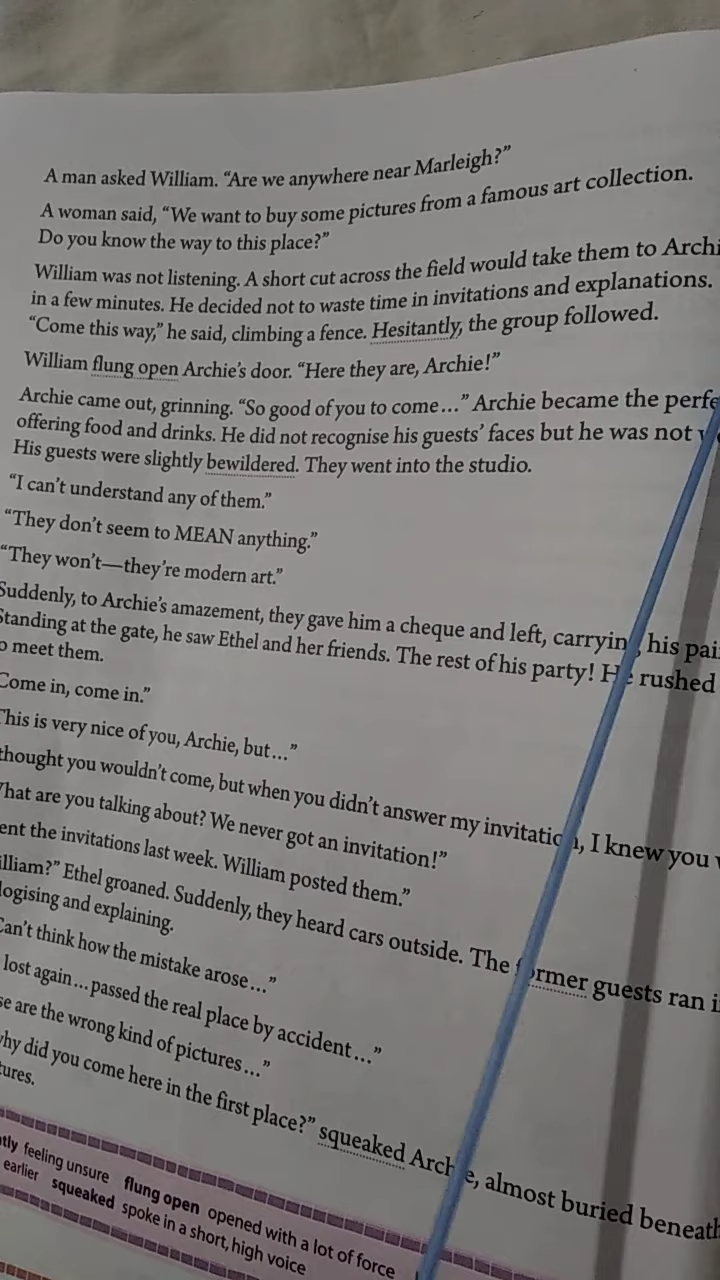 A man asked William. “Are we anywhere near Marleigh?”
A woman said, “We want to buy some pictures from a famous art collection.
Do you know the way to this place?”
William was not listening. A short cut across the field would take them to Archi
in a few minutes. He decided not to waste time in invitations and explanations.
“Come this way,” he said, climbing a fence. Hesitantly, the group followed.
William flung open Archie’s door. “Here they are, Archie!”
Archie came out, grinning. “So good of you to come…” Archie became the perfe
offering food and drinks. He did not recognise his guests’ faces but he was not
His guests were slightly bewildered. They went into the studio.
“I can’t understand any of them.”
“They don’t seem to MEAN anything.”
“They won’t—they’re modern art.”
Suddenly, to Archie’s amazement, they gave him a cheque and left, carrying his pai
Standing at the gate, he saw Ethel and her friends. The rest of his party! He rushed
o meet them.
Come in, come in.”
This is very nice of you, Archie, but…”
thought you wouldn’t come, but when you didn’t answer my invitation, I knew you
What are you talking about? We never got an invitation!”
ent the invitations last week. William posted them.”
illiam?” Ethel groaned. Suddenly, they heard cars outside. The former guests ran i
logising and explaining.
Can’t think how the mistake arose…”
lost again…passed the real place by accident…”
se are the wrong kind of pictures…”
why did you come here in the first place?” squeaked Archie, almost buried beneath
tures.
tly feeling unsure flung open opened with a lot of force
earlier squeaked spoke in a short, high voice